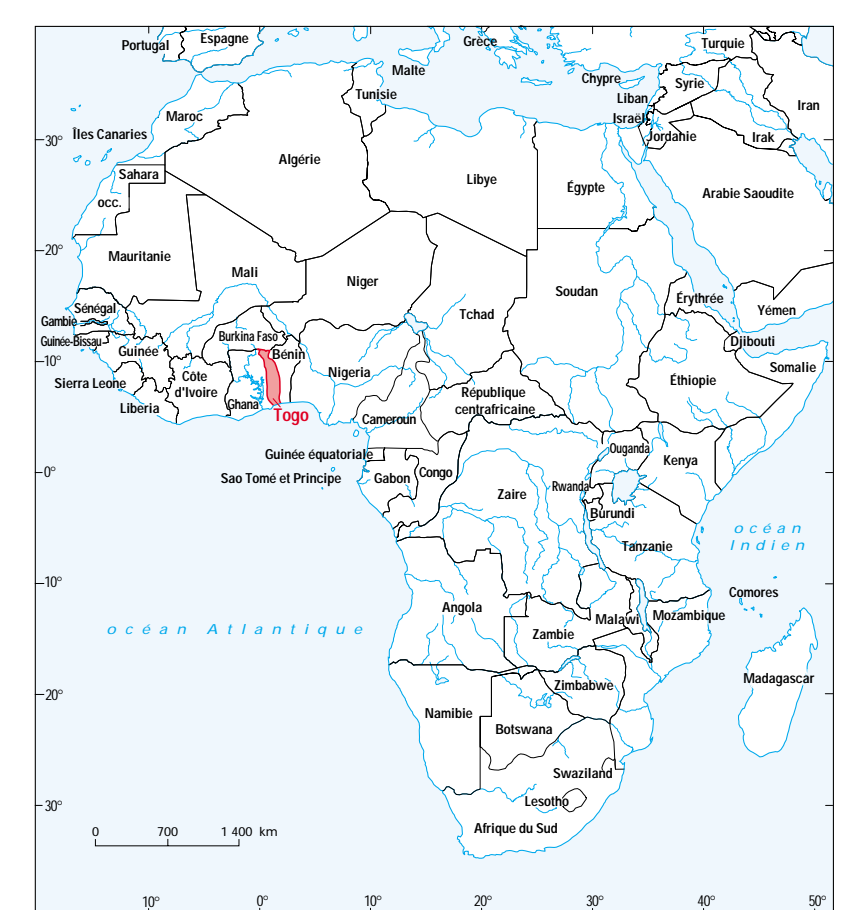 Portugal
Espagne
Grèce
Turquie
Malte
Chypre
Syrie
Tunisie
Liban
Iran
Maroc
Israël
Îles Canaries
Jordahie
Irak
30°
Algérie
Libye
Égypte
Sahara
occ.
Arabie Saoudite
20°
Mauritanie
Mali
Niger
Soudan
Érythrée
Yémen
Sénégal
Tchad
Gambie
Burkina Faso
Guinée-Bissau
Djibouti
Guinée
Bénin
10°
Somalie
Nigeria
Éthiopie
Sierra Leone
Côte
d'Ivoire
République
centrafricaine
Liberia
Ghana
Togo
Cameroun
Ouganda
Guinée équatoriale
Kenya
0°
Sao Tomé et Principe
Gabon
Congo
Zaire
Rwanda
Burundi
océan
Indien
Tanzanie
10°
Comores
Angola
Malawi
Mozambique
océan Atlantique
Zambie
Madagascar
Zimbabwe
20°
Namibie
Botswana
Swaziland
Lesotho
30°
Afrique du Sud
0 700 1 400 km
10° 0° 10° 20° 30° 40° 50°